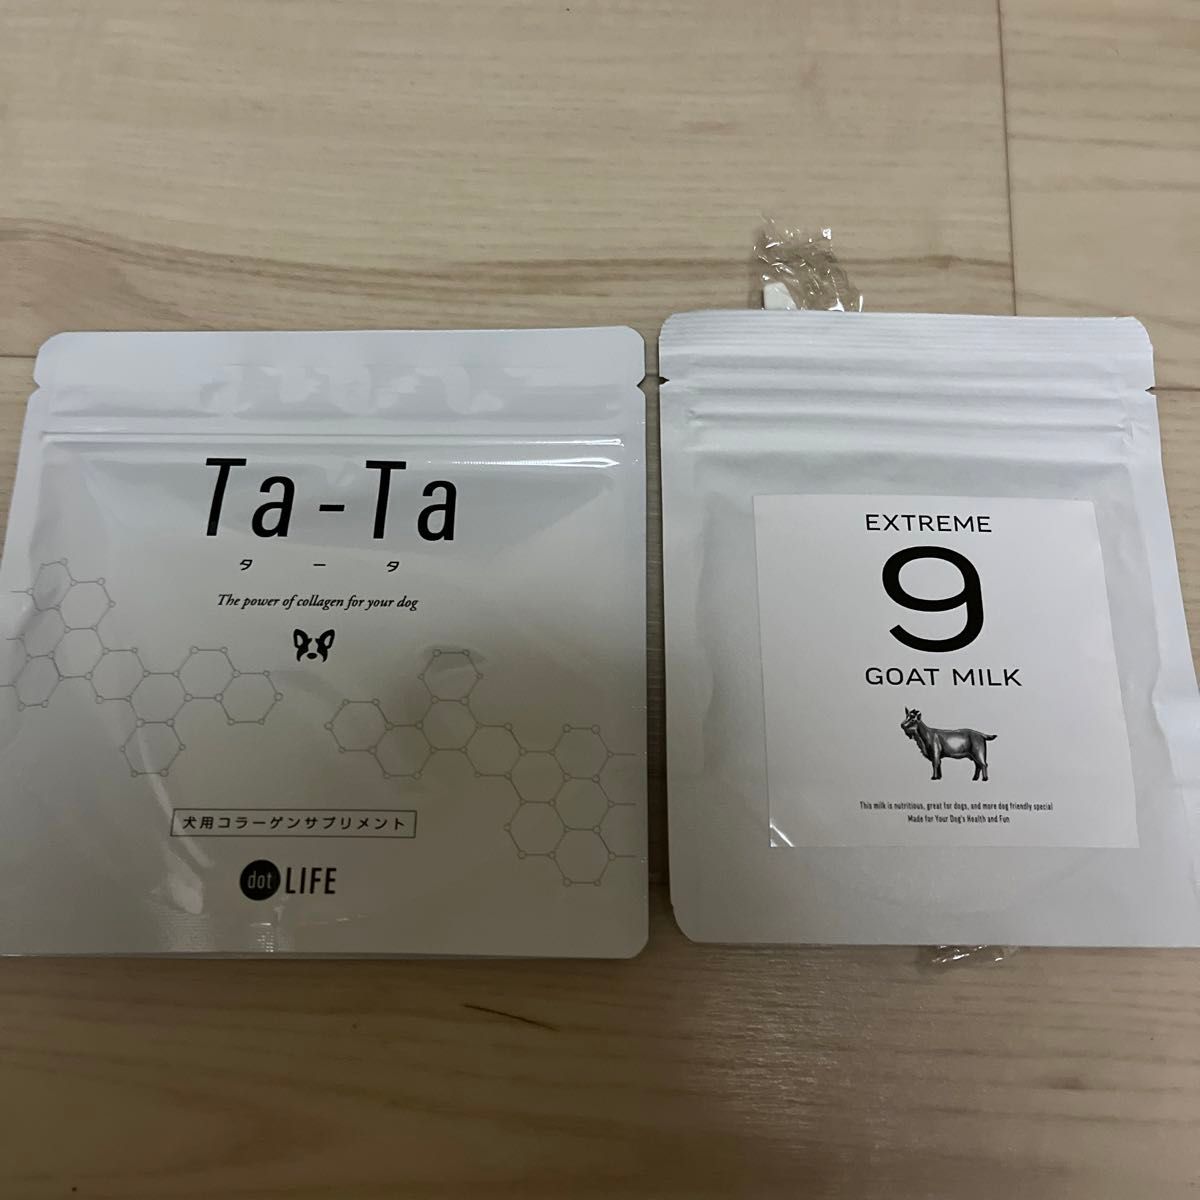 Ta-Ta
タータ
The power of collagen for your dog
犬用コラーゲンサプリメント
dot LIFE
EXTREME
9
GOAT MILK
This milk is nutritious, great for dogs, and more dog friendly special
Made for Your Dog's Health and Fun